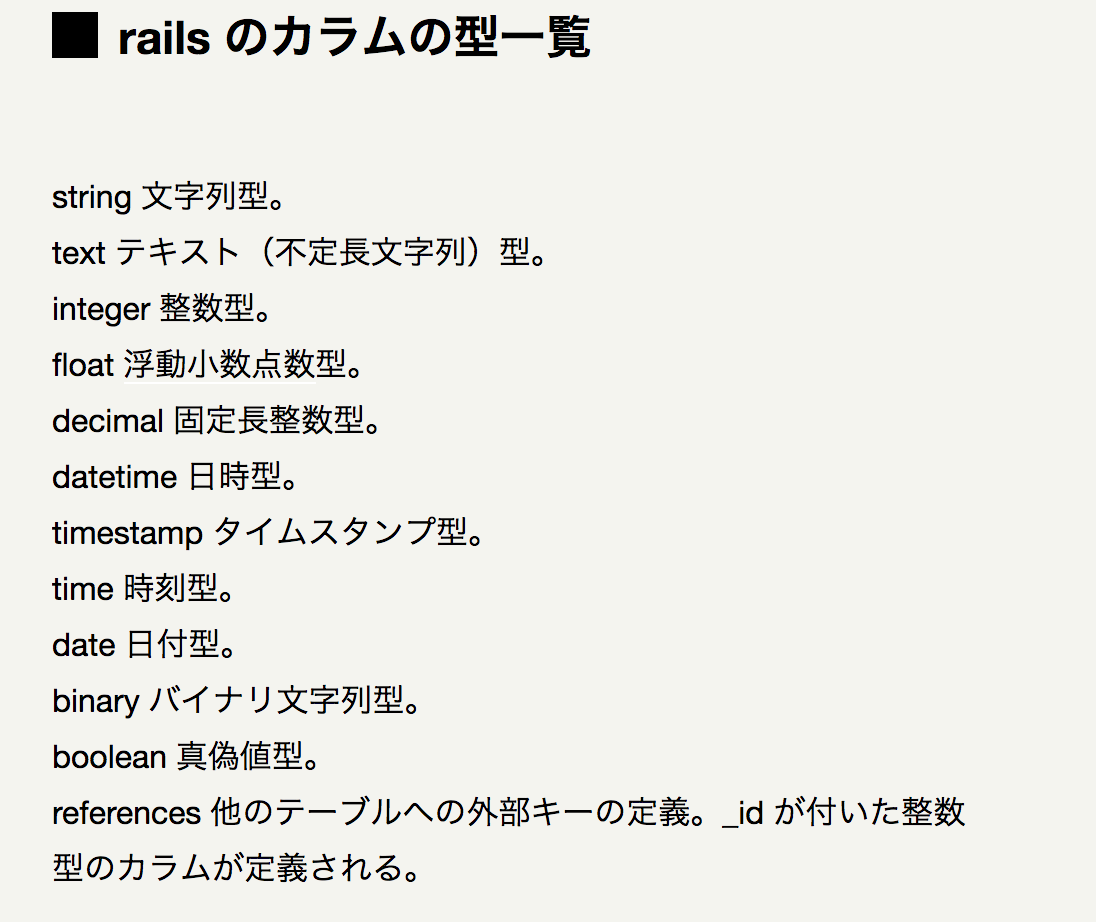 ■ rails のカラムの型一覧
string 文字列型。
text テキスト（不定長文字列）型。
integer 整数型。
float 浮動小数点数型。
decimal 固定長整数型。
datetime 日時型。
timestamp タイムスタンプ型。
time 時刻型。
date 日付型。
binary バイナリ文字列型。
boolean 真偽値型。
references 他のテーブルへの外部キーの定義。_id が付いた整数
型のカラムが定義される。